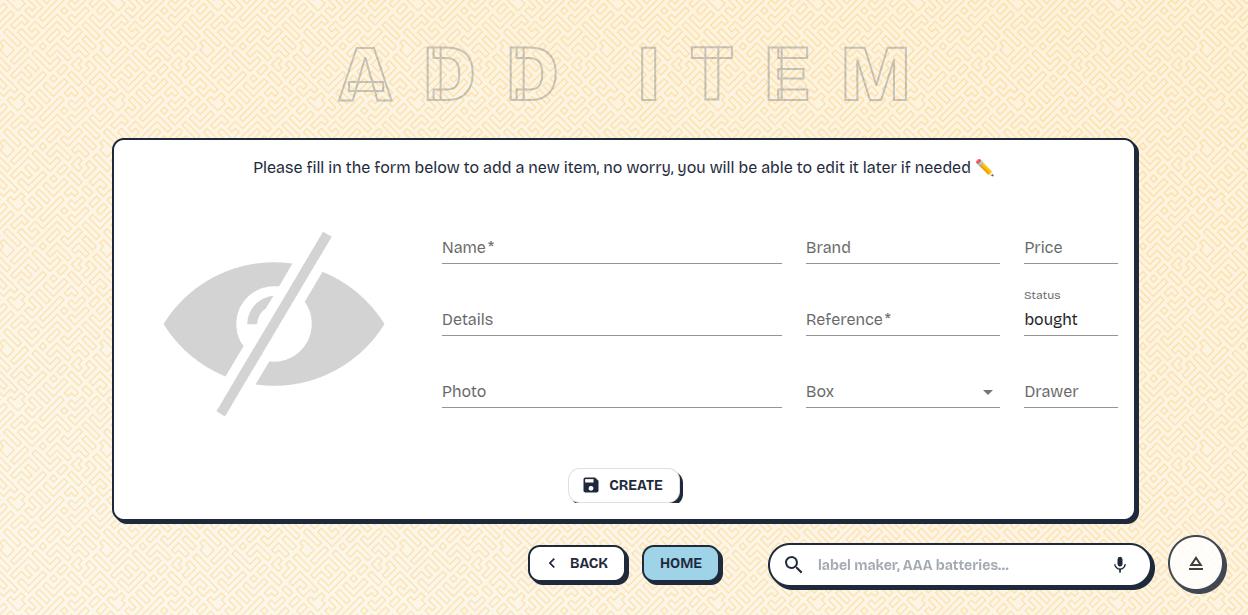 ADD ITEM
Please fill in the form below to add a new item, no worry, you will be able to edit it later if needed ✏️
Name* Brand Price
Status
Details Reference* bought
Photo Box Drawer
CREATE
BACK HOME label maker, AAA batteries...